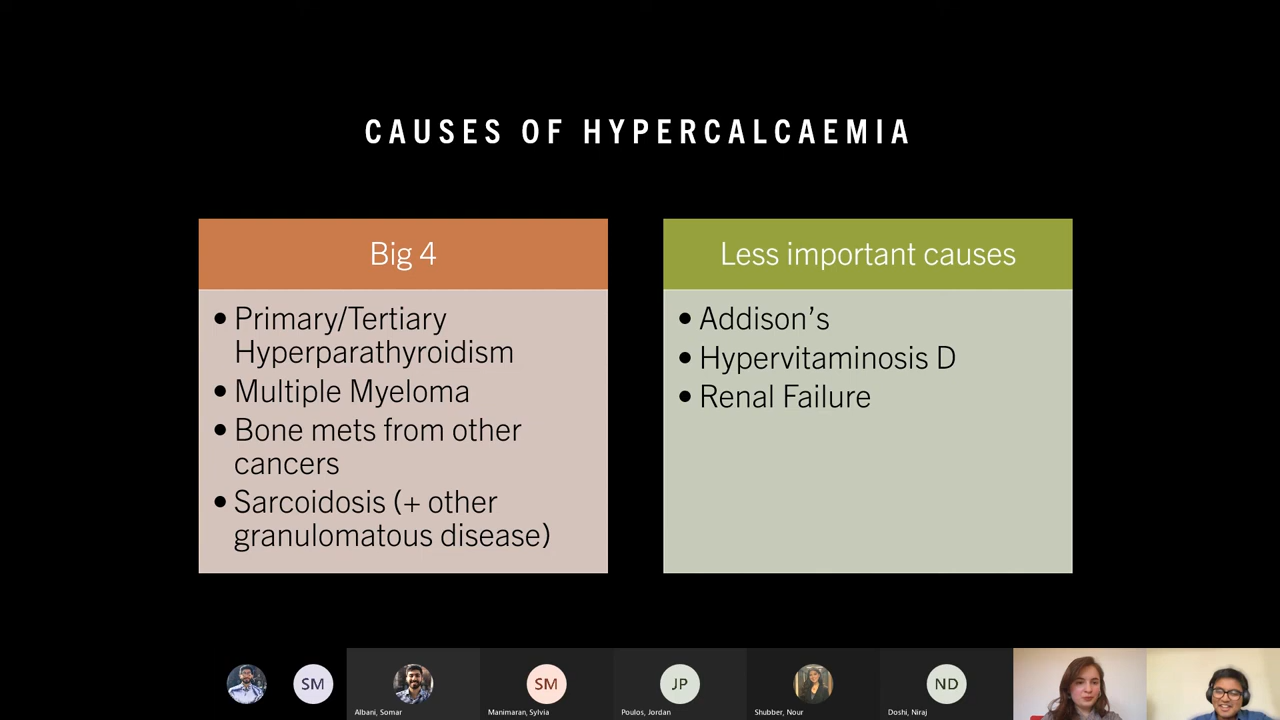 CAUSES OF HYPERCALCAEMIA
Big 4
• Primary/Tertiary
Hyperparathyroidism
• Multiple Myeloma
• Bone mets from other
cancers
• Sarcoidosis (+ other
granulomatous disease)
Less important causes
• Addison’s
• Hypervitaminosis D
• Renal Failure
SM
SM
JP
ND
Albani, Somar
Manimaran, Sylvia
Poulos, Jordan
Shubber, Nour
Doshi, Niraj